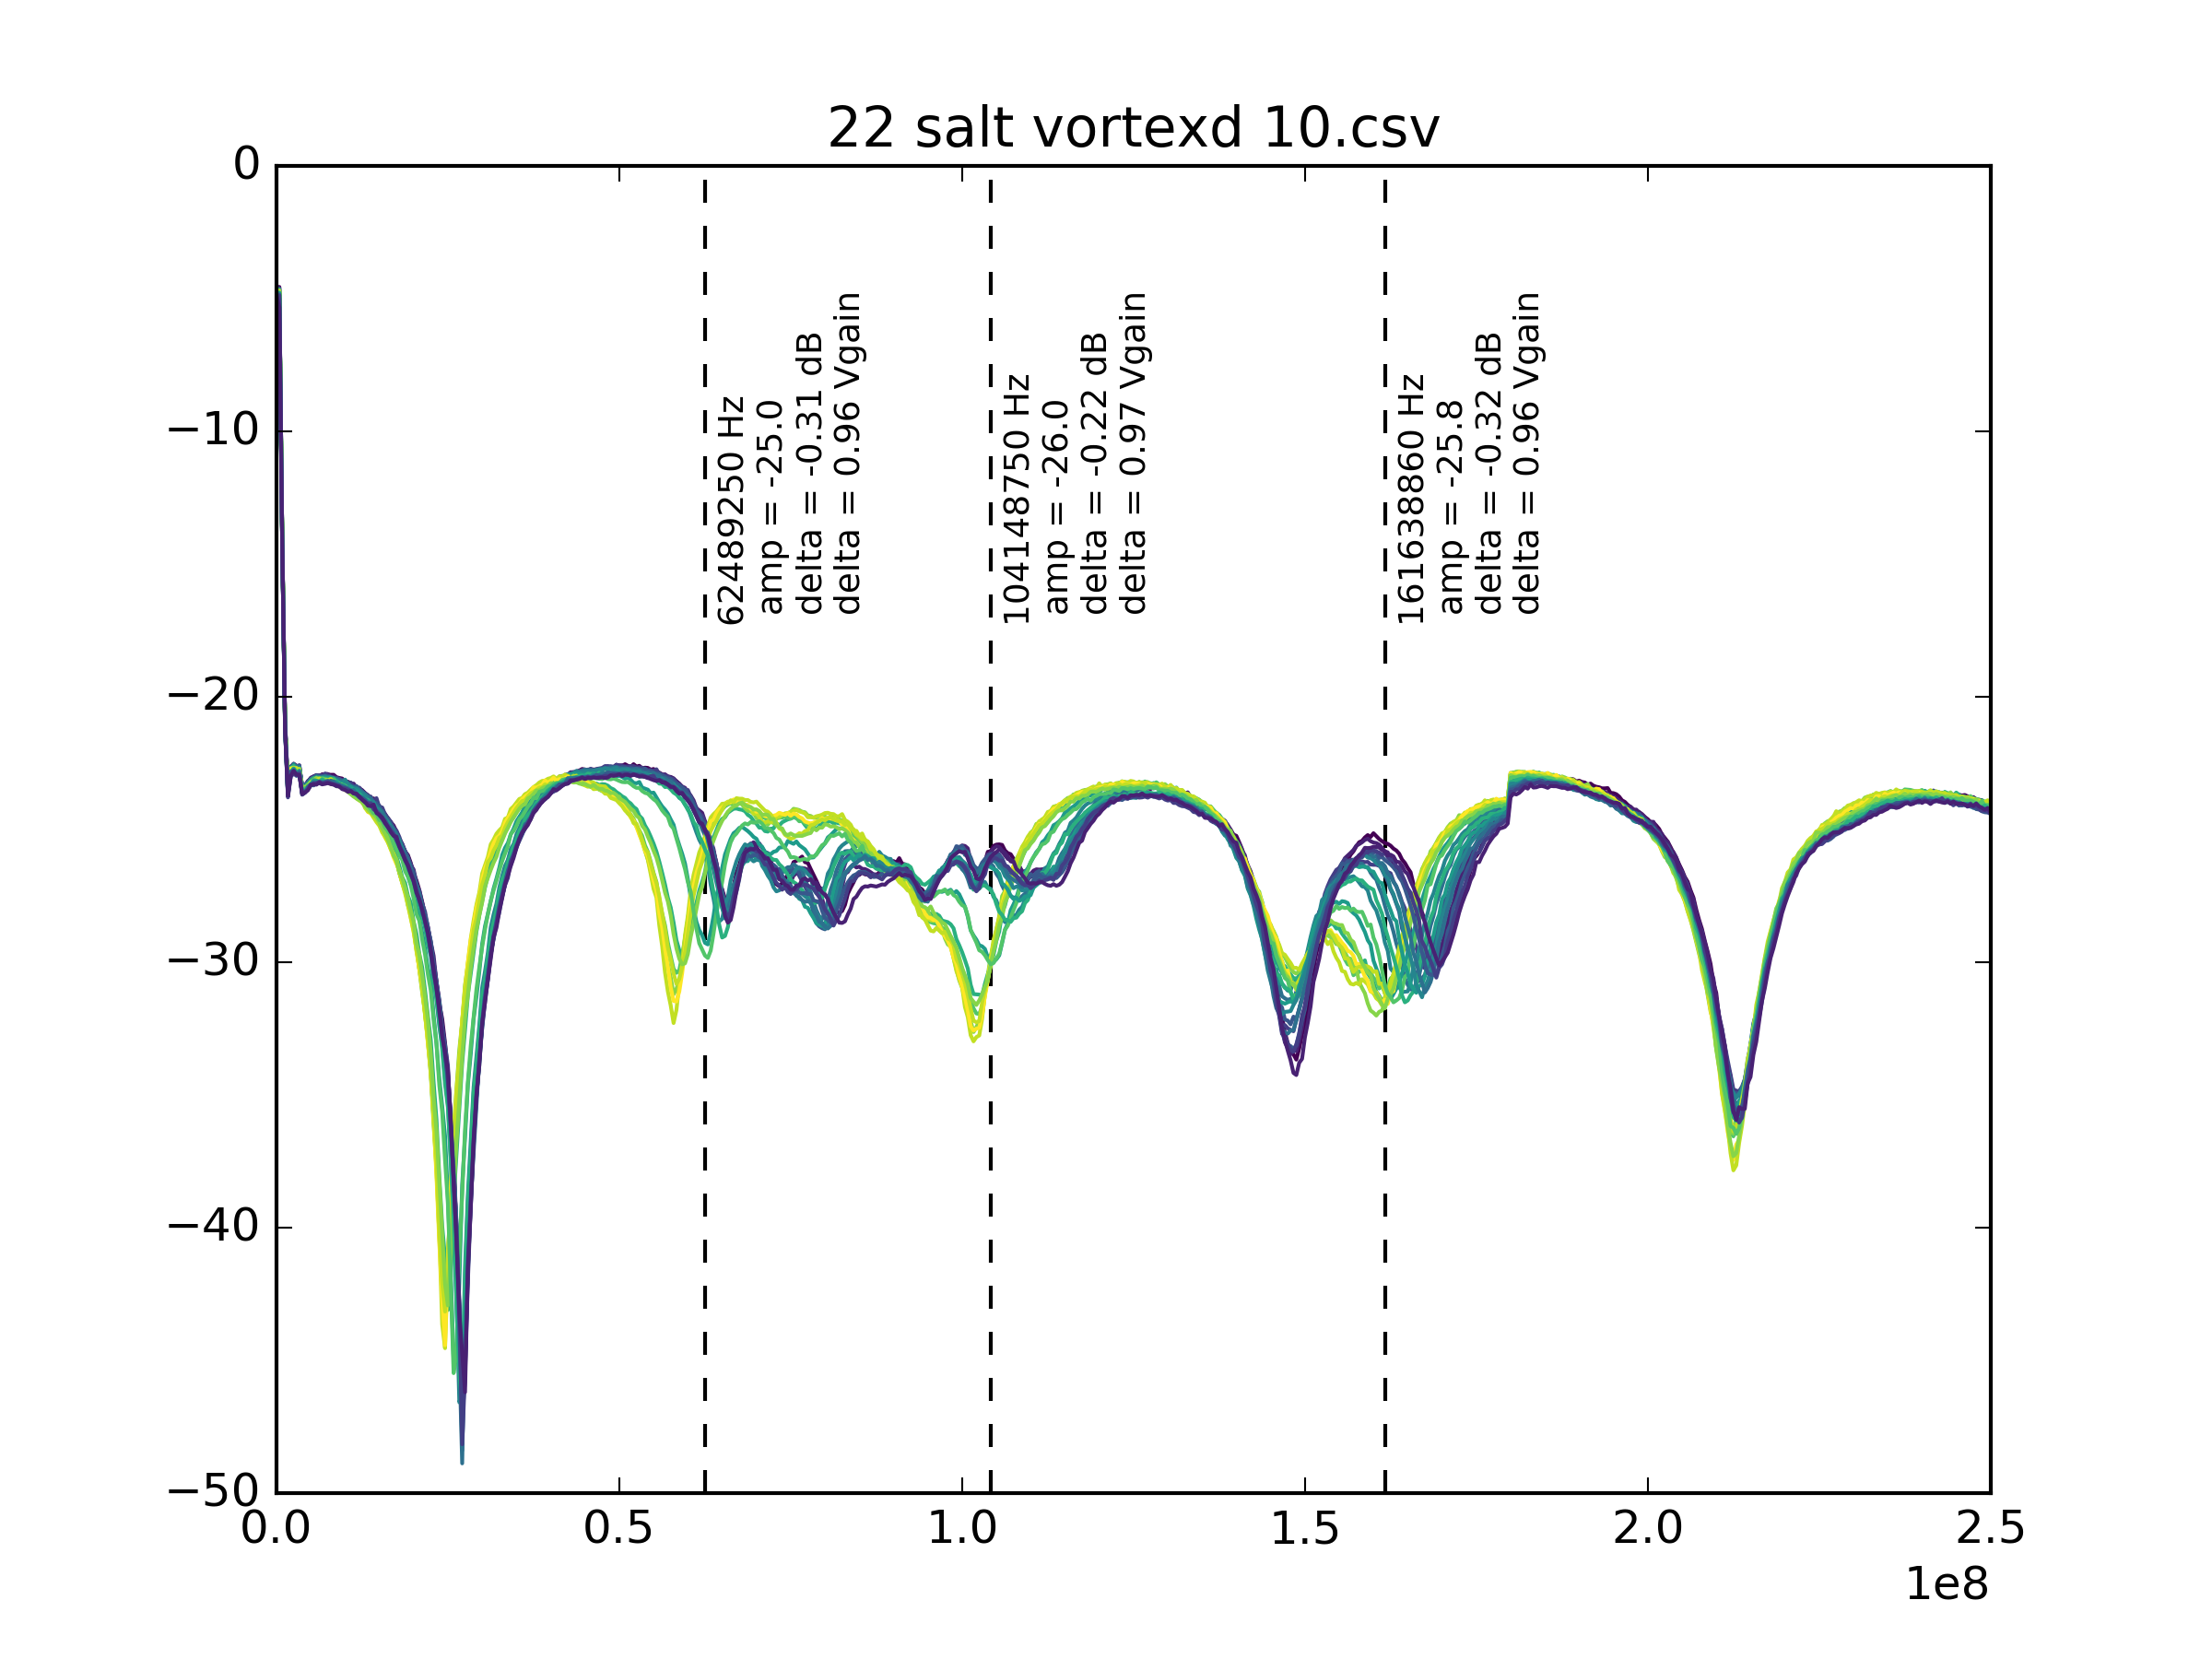 22 salt vortexd 10.csv
0
−10
−20
−30
−40
−50
62489250 Hz
amp = -25.0
delta = -0.31 dB
delta = 0.96 Vgain
104148750 Hz
amp = -26.0
delta = -0.22 dB
delta = 0.97 Vgain
161638860 Hz
amp = -25.8
delta = -0.32 dB
delta = 0.96 Vgain
0.0 0.5 1.0 1.5 2.0 2.5
1e8